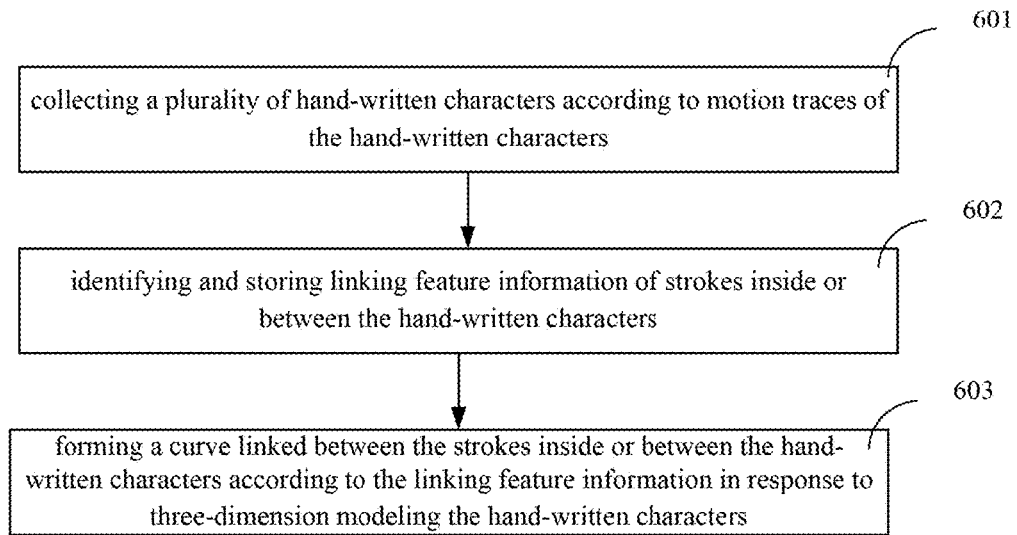 601
collecting a plurality of hand-written characters according to motion traces of
the hand-written characters
602
identifying and storing linking feature information of strokes inside or
between the hand-written characters
603
forming a curve linked between the strokes inside or between the hand-
written characters according to the linking feature information in response to
three-dimension modeling the hand-written characters